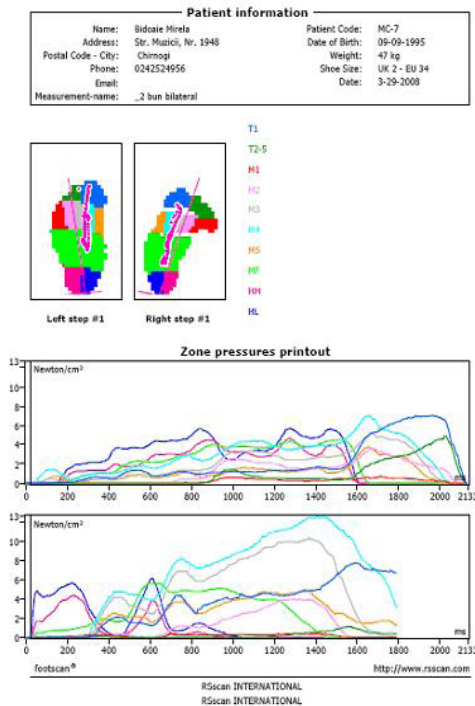 Patient information
Name: Bidoaie Mirela Patient Code: MC-7
Address: Str. Muzicii, Nr. 1948 Date of Birth: 09-09-1995
Postal Code - City: Chirnogi Weight: 47 kg
Phone: 0242524956 Shoe Size: UK 2 - EU 34
Email: Date: 3-29-2008
Measurement-name: _2 bun bilateral
T1
T2-5
M1
M2
M3
M4
M5
MF
HM
HL
Left step #1 Right step #1
Zone pressures printout
13 Newton/cm²
10
8
6
4
2
0
0 200 400 600 800 1000 1200 1400 1600 1800 2000 2133
13 Newton/cm²
10
8
6
4
2
0 ms
0 200 400 600 800 1000 1200 1400 1600 1800 2000 2133
footscan® http://www.rsscan.com
RSscan INTERNATIONAL
RSscan INTERNATIONAL